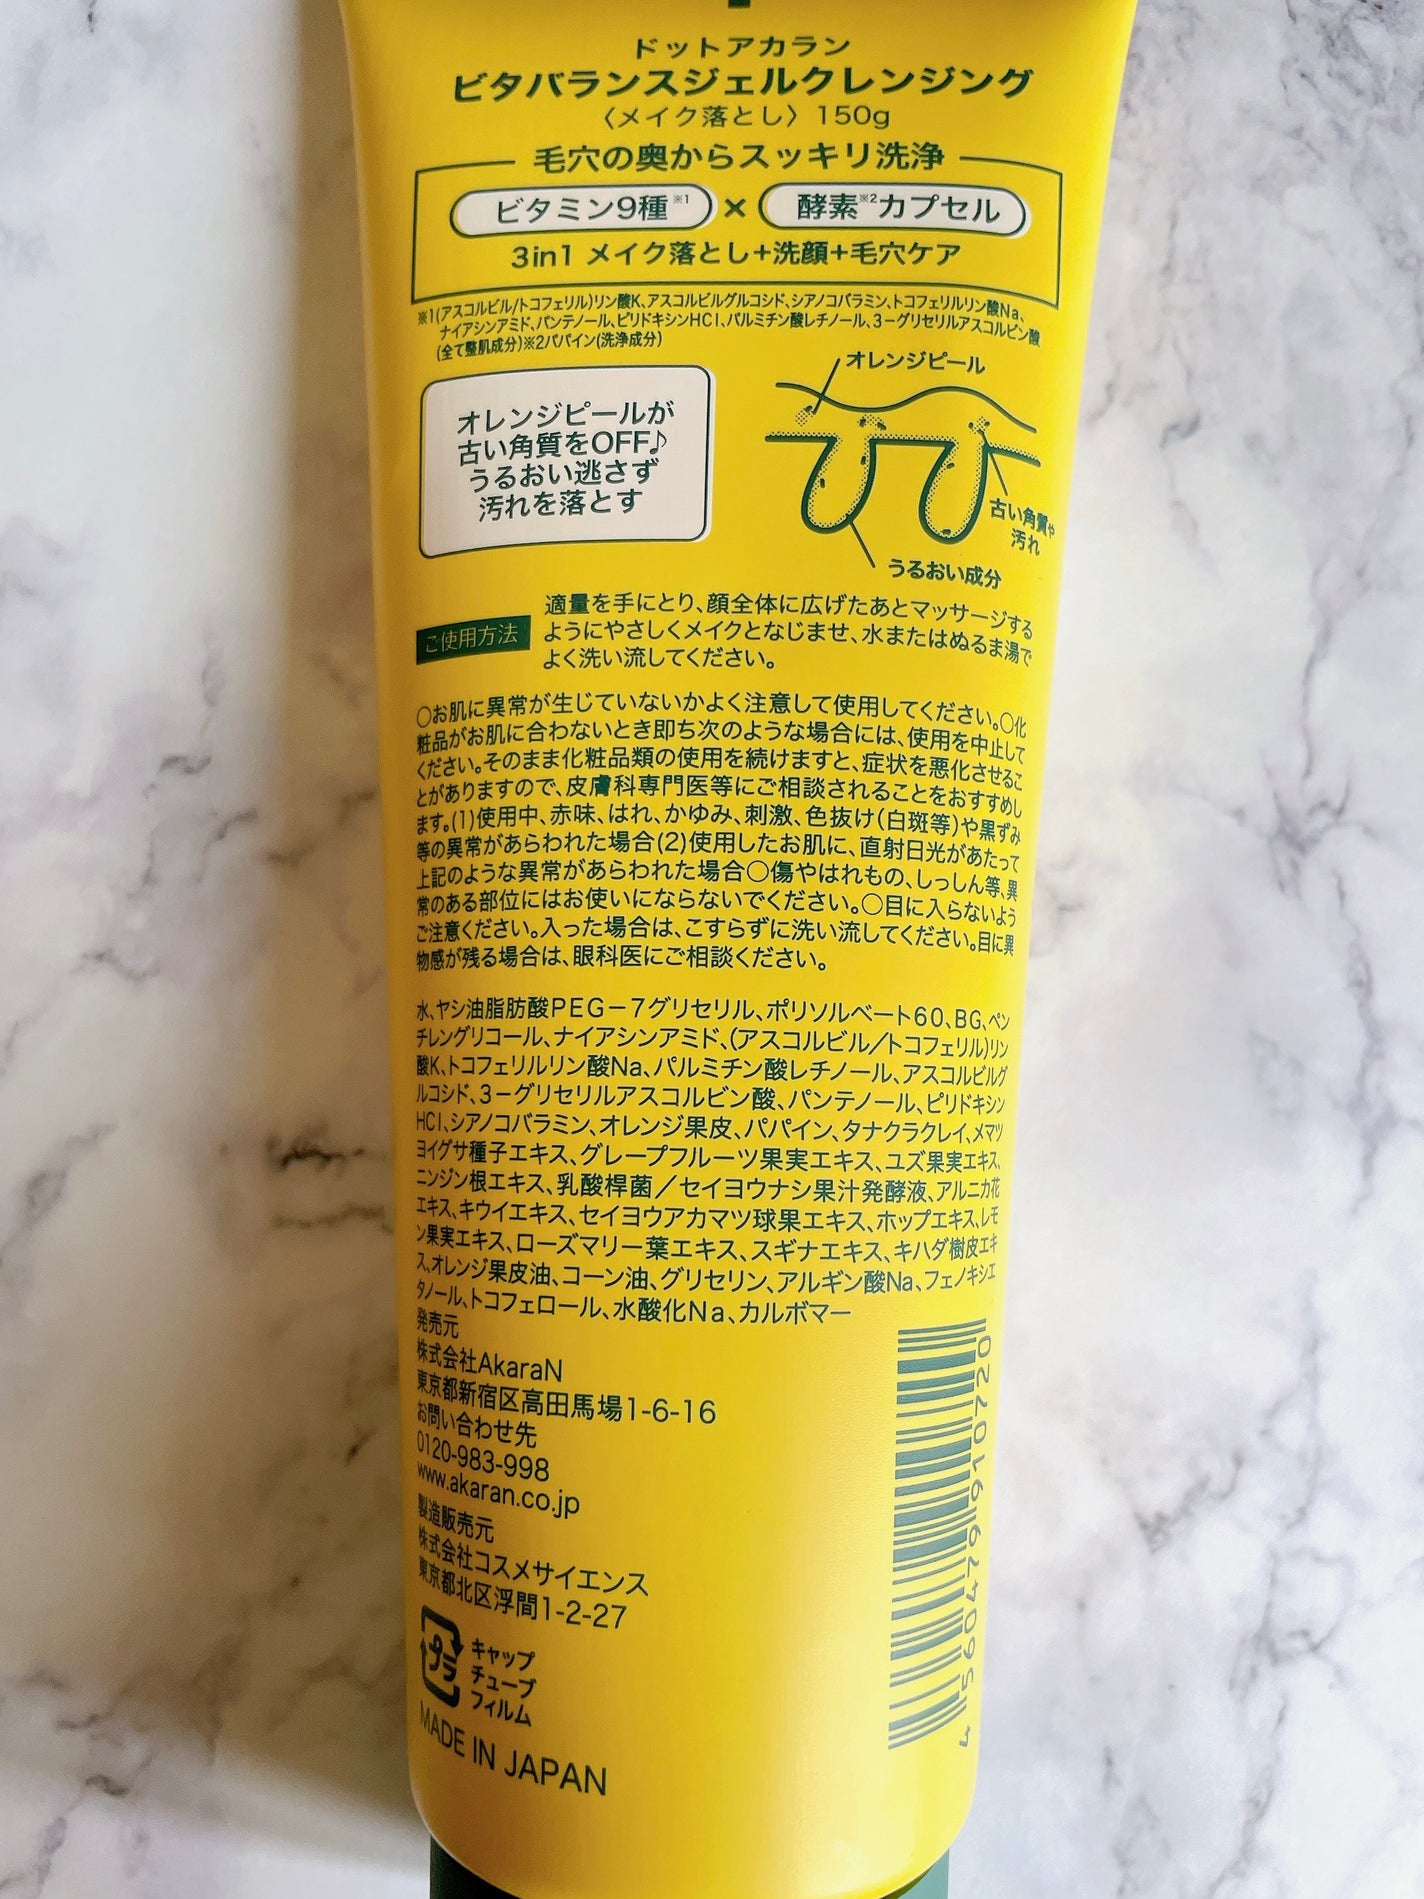 ドットアカラン
ビタバランスジェルクレンジング
〈メイク落とし〉150g
毛穴の奥からスッキリ洗浄
ビタミン9種※1 × 酵素※2カプセル
3in1 メイク落とし+洗顔+毛穴ケア
※1(アスコルビル/トコフェリル)リン酸K、アスコルビルグルコシド、シアノコバラミン、トコフェリルリン酸Na、
ナイアシンアミド、パンテノール、ピリドキシンHCl、パルミチン酸レチノール、3-グリセリルアスコルビン酸
(全て整肌成分)※2パパイン(洗浄成分)
オレンジピールが
古い角質をOFF♪
うるおい逃さず
汚れを落とす
オレンジピール
古い角質や
汚れ
うるおい成分
ご使用方法
適量を手にとり、顔全体に広げたあとマッサージする
ようにやさしくメイクとなじませ、水またはぬるま湯で
よく洗い流してください。
○お肌に異常が生じていないかよく注意して使用してください。○化
粧品がお肌に合わないとき即ち次のような場合には、使用を中止して
ください。そのまま化粧品類の使用を続けますと、症状を悪化させるこ
とがありますので、皮膚科専門医等にご相談されることをおすすめし
ます。(1)使用中、赤味、はれ、かゆみ、刺激、色抜け(白斑等)や黒ずみ
等の異常があらわれた場合(2)使用したお肌に、直射日光があたって
上記のような異常があらわれた場合○傷やはれもの、しっしん等、異
常のある部位にはお使いにならないでください。○目に入らないよう
ご注意ください。入った場合は、こすらずに洗い流してください。目に異
物感が残る場合は、眼科医にご相談ください。
水、ヤシ油脂肪酸PEG-7グリセリル、ポリソルベート60、BG、ペン
チレングリコール、ナイアシンアミド、(アスコルビル/トコフェリル)リン
酸K、トコフェリルリン酸Na、パルミチン酸レチノール、アスコルビルグ
ルコシド、3-グリセリルアスコルビン酸、パンテノール、ピリドキシン
HCl、シアノコバラミン、オレンジ果皮、パパイン、タナクラクレイ、メマツ
ヨイグサ種子エキス、グレープフルーツ果実エキス、ユズ果実エキス、
ニンジン根エキス、乳酸桿菌/セイヨウナシ果汁発酵液、アルニカ花
エキス、キウイエキス、セイヨウアカマツ球果エキス、ホップエキス、レモ
ン果実エキス、ローズマリー葉エキス、スギナエキス、キハダ樹皮エキ
ス、オレンジ果皮油、コーン油、グリセリン、アルギン酸Na、フェノキシエ
タノール、トコフェロール、水酸化Na、カルボマー
発売元
株式会社AkaraN
東京都新宿区高田馬場1-6-16
お問い合わせ先
0120-983-998
www.akaran.co.jp
製造販売元
株式会社コスメサイエンス
東京都北区浮間1-2-27
プラ
キャップ
チューブ
フィルム
MADE IN JAPAN
4 560479 910720